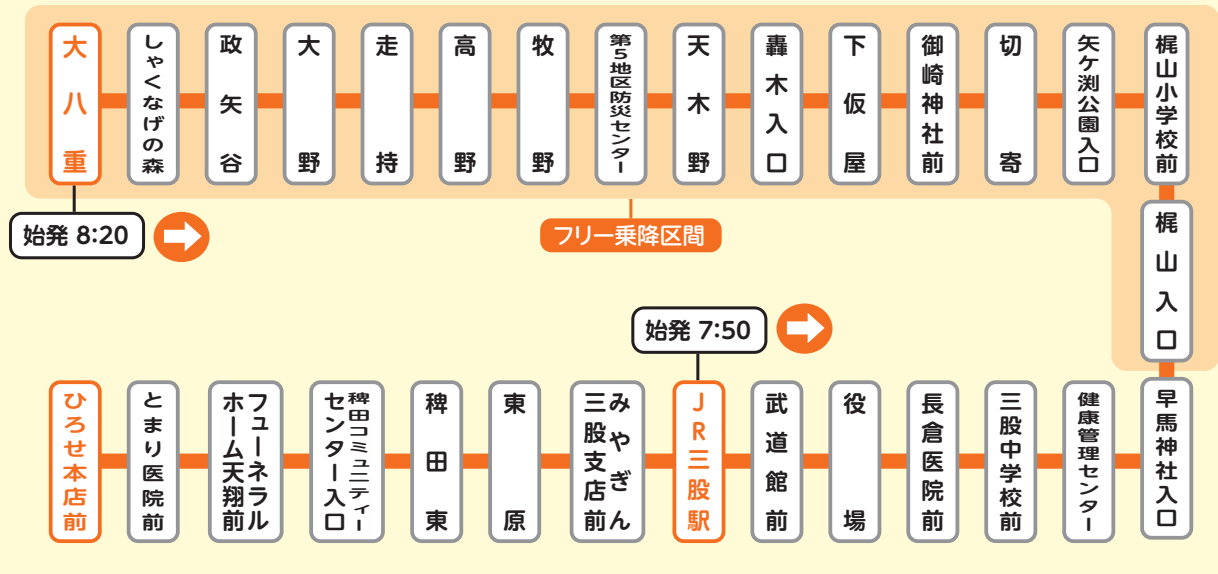 大八重
しゃくなげの森
政矢谷
大野
走持
高野
牧野
第5地区防災センター
天木野
轟木入口
下仮屋
御崎神社前
切寄
矢ケ渕公園入口
梶山小学校前
始発 8:20
フリー乗降区間
梶山入口
始発 7:50
ひろせ本店前
とまり医院前
フューネラル
ホーム天翔前
稗田コミュニティー
センター入口
稗田東
東原
みやぎん
三股支店前
JR三股駅
武道館前
役場
長倉医院前
三股中学校前
健康管理センター
早馬神社入口